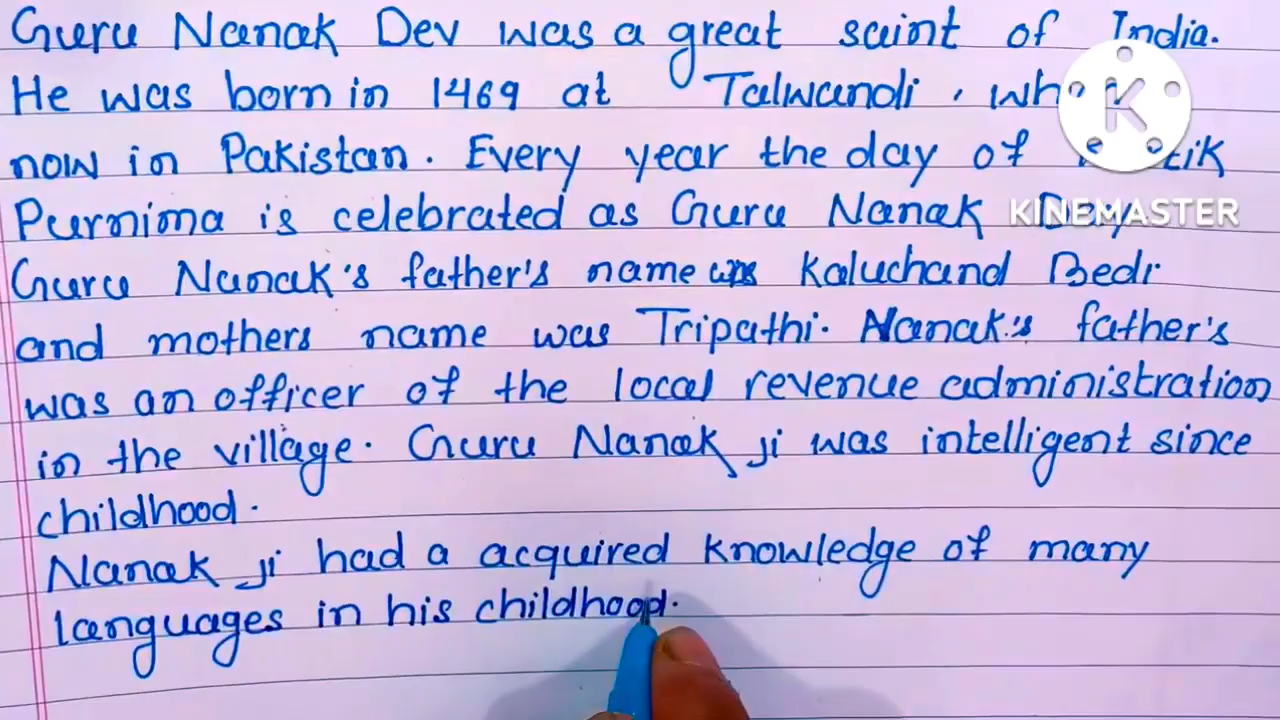 Guru Nanak Dev was a great saint of India.
He was born in 1469 at Talwandi,
now in Pakistan. Every year the day of
Purnima is celebrated as Guru Nanak
KINEMASTER
Guru Nanak's father's name was Kaluchand Bedi
and mothers name was Tripathi. Nanak's father's
was an officer of the local revenue administration
in the village. Guru Nanak ji was intelligent since
childhood.
Nanak ji had a acquired knowledge of many
languages in his childhood.